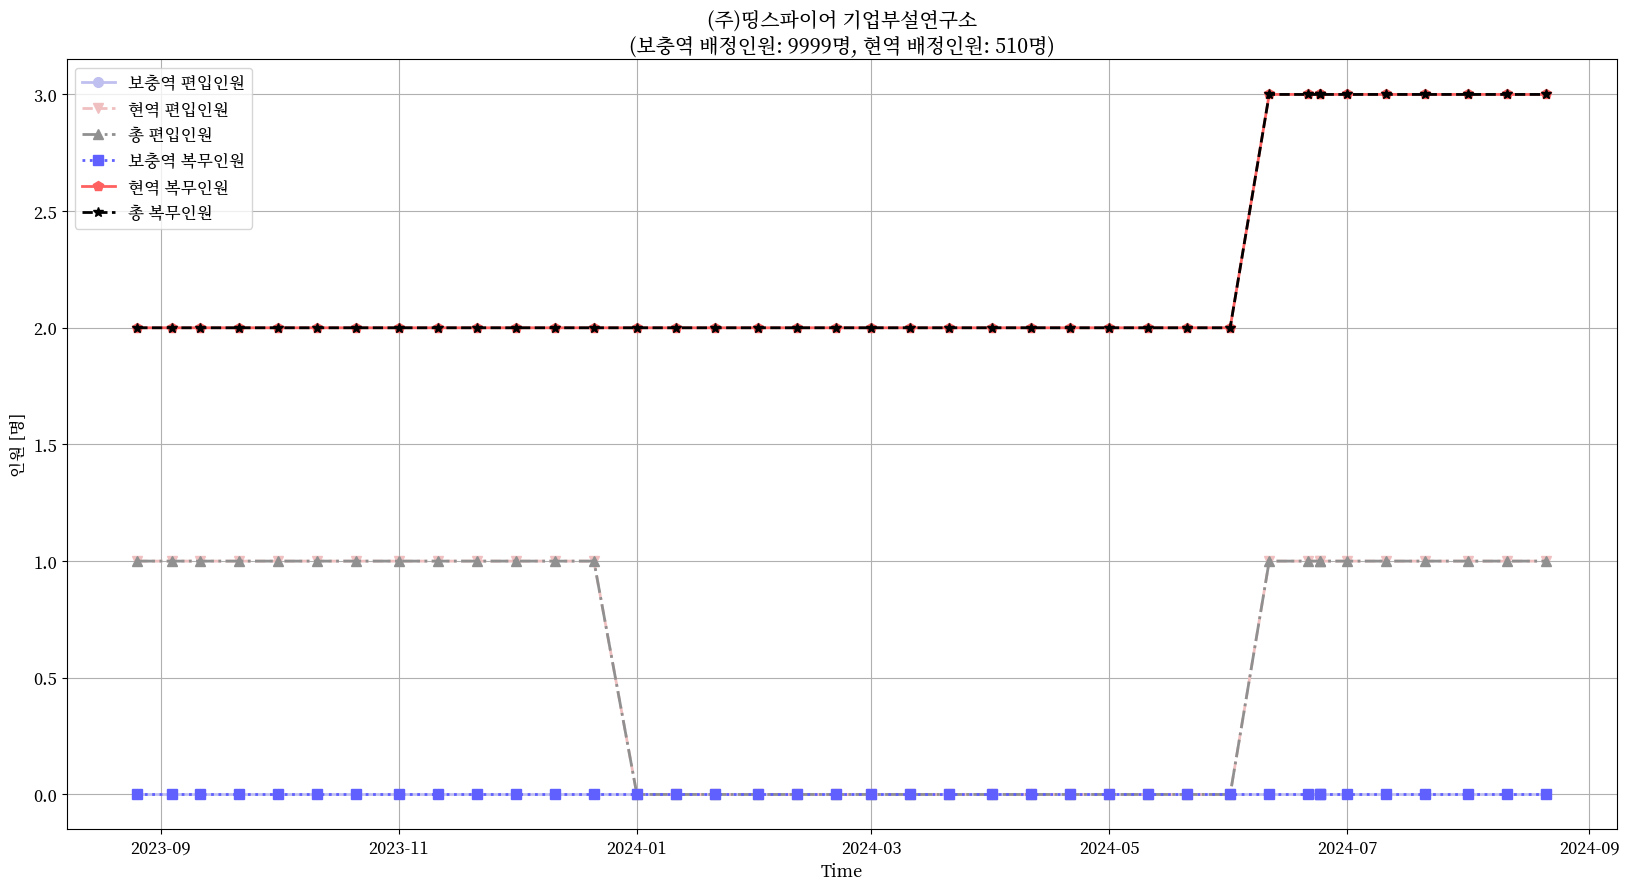 (주)띵스파이어 기업부설연구소
(보충역 배정인원: 9999명, 현역 배정인원: 510명)
보충역 편입인원
현역 편입인원
총 편입인원
보충역 복무인원
현역 복무인원
총 복무인원
인원 [명]
3.0
2.5
2.0
1.5
1.0
0.5
0.0
2023-09
2023-11
2024-01
2024-03
2024-05
2024-07
2024-09
Time